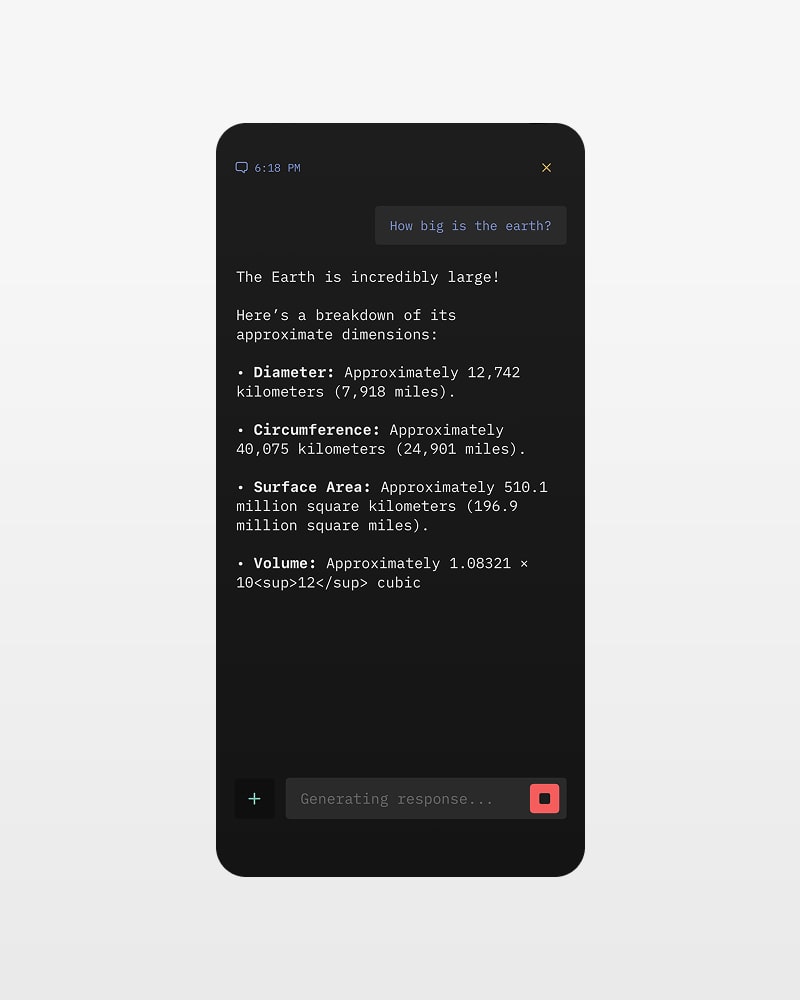 6:18 PM
How big is the earth?
The Earth is incredibly large!
Here’s a breakdown of its
approximate dimensions:
• Diameter: Approximately 12,742
kilometers (7,918 miles).
• Circumference: Approximately
40,075 kilometers (24,901 miles).
• Surface Area: Approximately 510.1
million square kilometers (196.9
million square miles).
• Volume: Approximately 1.08321 ×
10<sup>12</sup> cubic
Generating response...